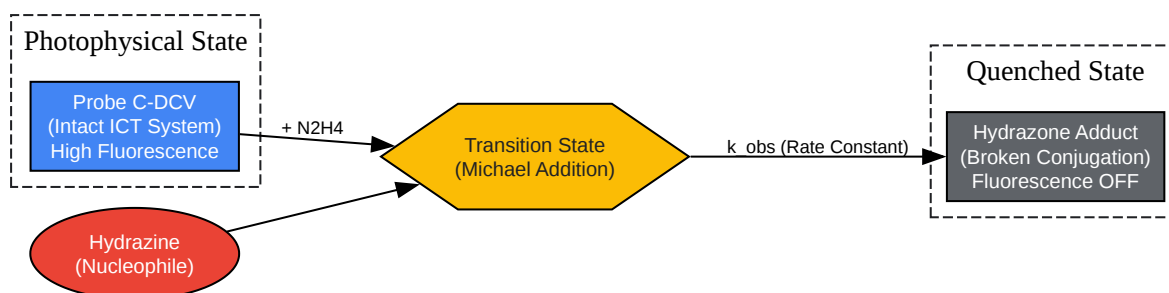 Photophysical State
Probe C-DCV
(Intact ICT System)
High Fluorescence
+ N2H4
Hydrazine
(Nucleophile)
Transition State
(Michael Addition)
k_obs (Rate Constant)
Quenched State
Hydrazone Adduct
(Broken Conjugation)
Fluorescence OFF